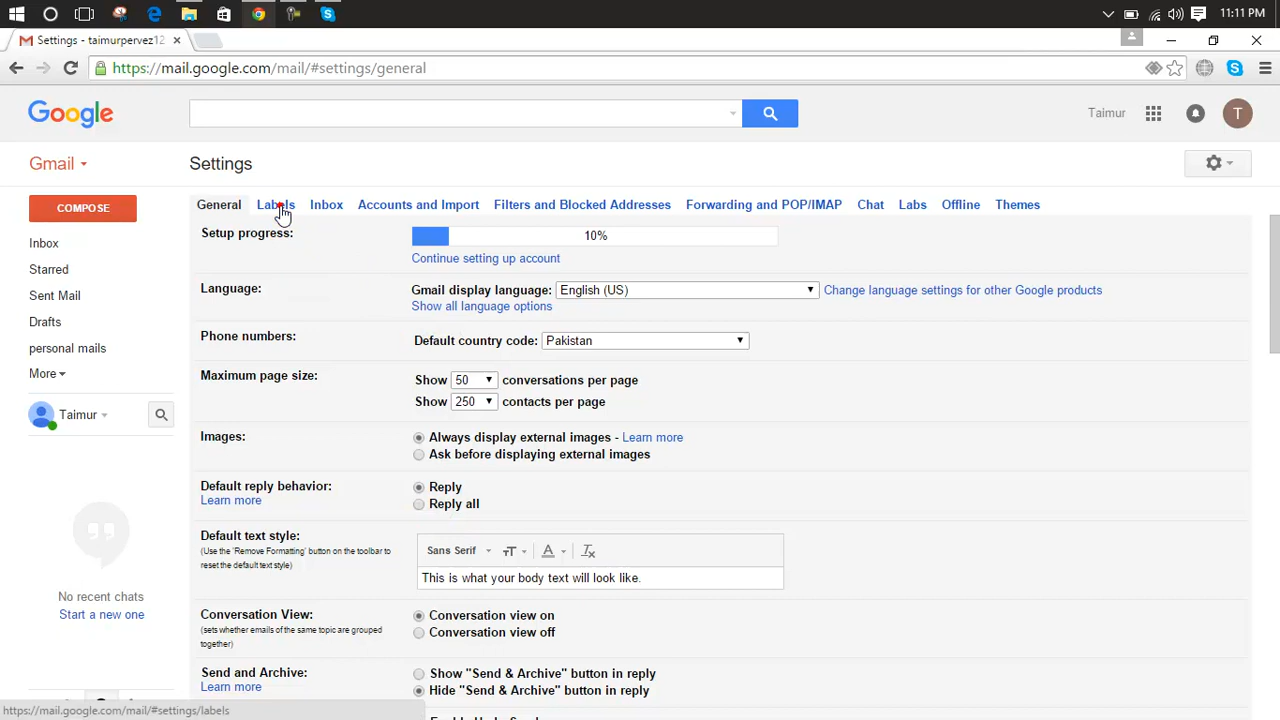 11:11 PM
Settings - taimurpervez12
https://mail.google.com/mail/#settings/general
Google
Taimur
T
Gmail
Settings
COMPOSE
General Labels Inbox Accounts and Import Filters and Blocked Addresses Forwarding and POP/IMAP Chat Labs Offline Themes
Inbox
Starred
Sent Mail
Drafts
personal mails
More
Taimur
No recent chats
Start a new one
Setup progress: 10%
Continue setting up account
Language: Gmail display language: English (US) Change language settings for other Google products
Show all language options
Phone numbers: Default country code: Pakistan
Maximum page size: Show 50 conversations per page
Show 250 contacts per page
Images: Always display external images - Learn more
Ask before displaying external images
Default reply behavior: Reply
Learn more
Reply all
Default text style:
(Use the 'Remove Formatting' button on the toolbar to
reset the default text style)
Sans Serif
This is what your body text will look like.
Conversation View: Conversation view on
(sets whether emails of the same topic are grouped
together)
Conversation view off
Send and Archive: Show "Send & Archive" button in reply
Learn more
Hide "Send & Archive" button in reply
https://mail.google.com/mail/#settings/labels